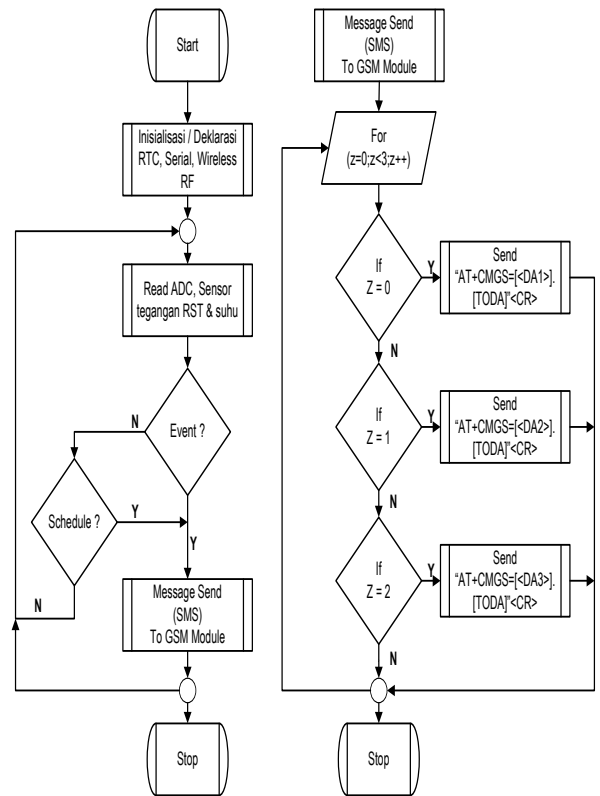 Start
Inisialisasi / Deklarasi
RTC, Serial, Wireless
RF
Read ADC, Sensor
tegangan RST & suhu
Event ?
N
Schedule ?
Y
Y
N
Message Send
(SMS)
To GSM Module
Stop
Message Send
(SMS)
To GSM Module
For
(z=0;z<3;z++)
If
Z = 0
Y
Send
“AT+CMGS=[<DA1>].
[TODA]”<CR>
N
If
Z = 1
Y
Send
“AT+CMGS=[<DA2>].
[TODA]”<CR>
N
If
Z = 2
Y
Send
“AT+CMGS=[<DA3>].
[TODA]”<CR>
N
Stop